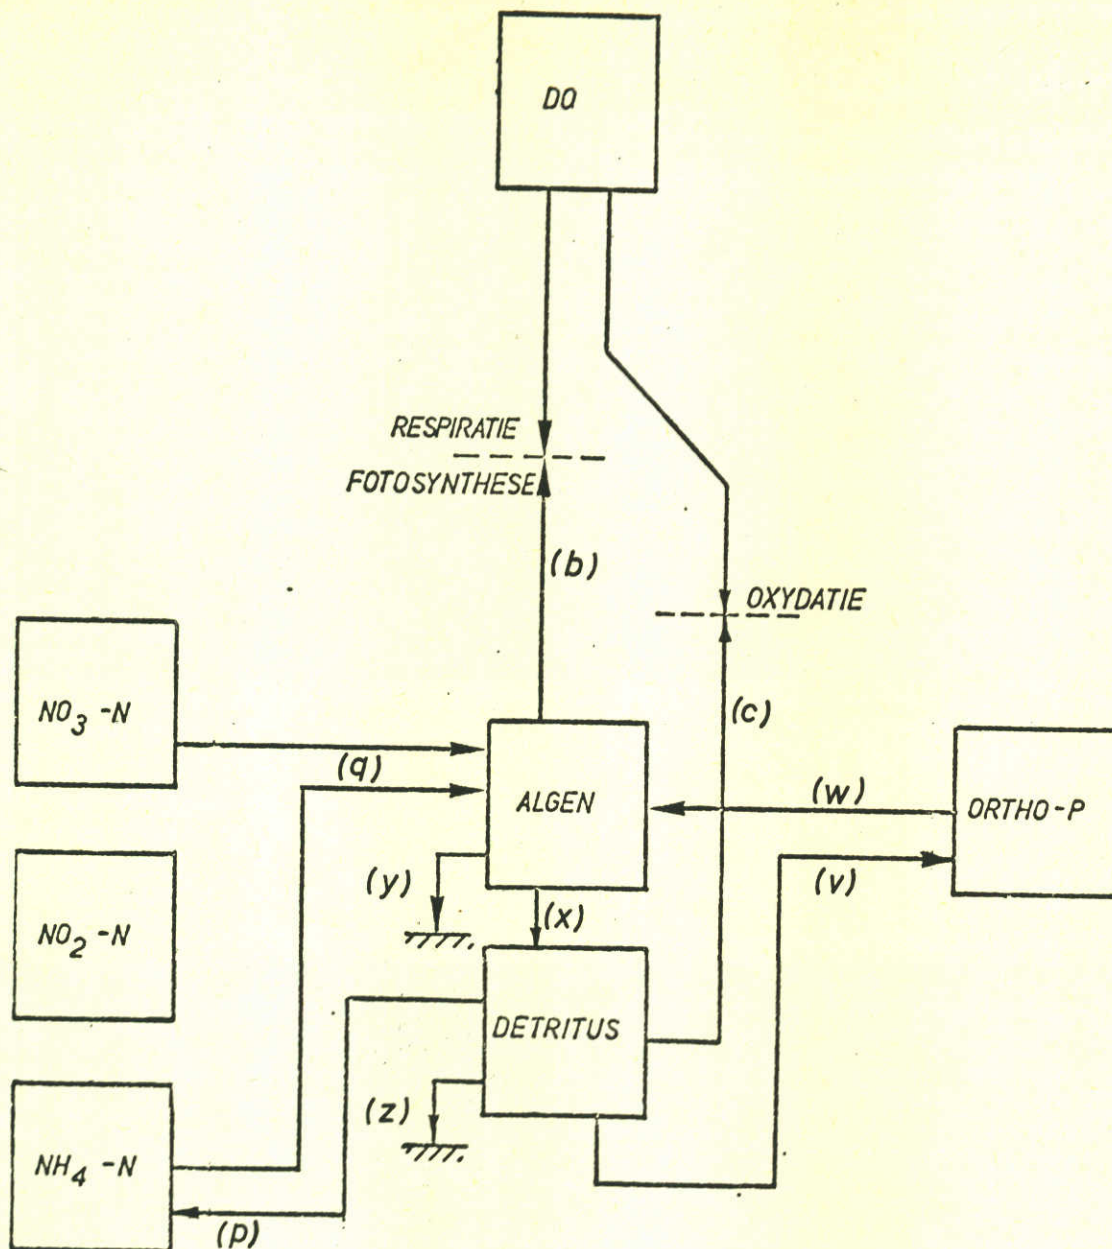 DO
RESPIRATIE
FOTOSYNTHESE
(b)
OXYDATIE
(c)
NO3 -N
(q)
ALGEN
(w)
ORTHO-P
(y)
(v)
(x)
NO2 -N
DETRITUS
(z)
NH4 -N
(p)